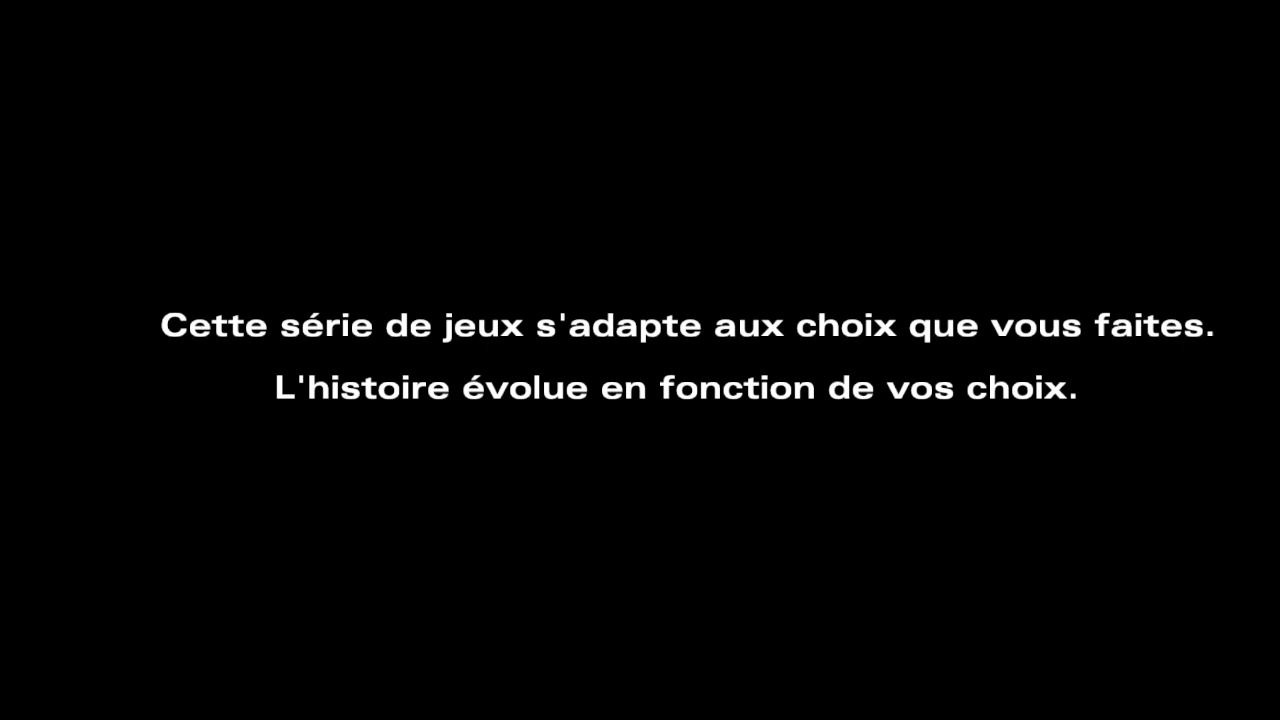 Cette série de jeux s'adapte aux choix que vous faites.
L'histoire évolue en fonction de vos choix.